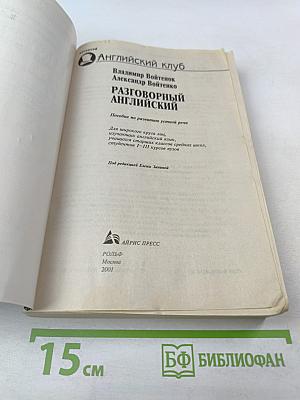 Английский клуб
Владимир Войтенок
Александр Войтенко
РАЗГОВОРНЫЙ
АНГЛИЙСКИЙ
Пособие по развитию устной речи
Для широкого круга лиц,
изучающих английский язык,
учащихся старших классов средних школ,
студентов I–III курсов вузов
Под редакцией Елены
АЙРИС ПРЕСС
РОЛЬФ
Москва
2001
15 см
БФ БИБЛИОФАН